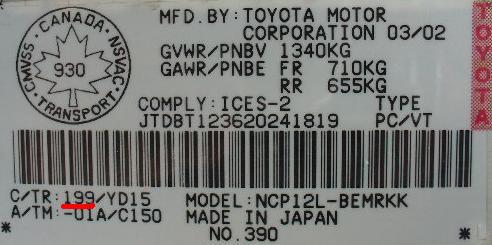 CANADA
CMVSS
NSVAC
930
TRANSPORT
MFD.BY:TOYOTA MOTOR
CORPORATION 03/02
GVWR/PNBV 1340KG
GAWR/PNBE FR 710KG
RR 655KG
COMPLY:ICES-2 TYPE
JTDBT123620241819 PC/VT
TOYOTA
C/TR:199/YD15 MODEL:NCP12L-BEMRKK
A/TM:-01A/C150 MADE IN JAPAN
* NO.390 *